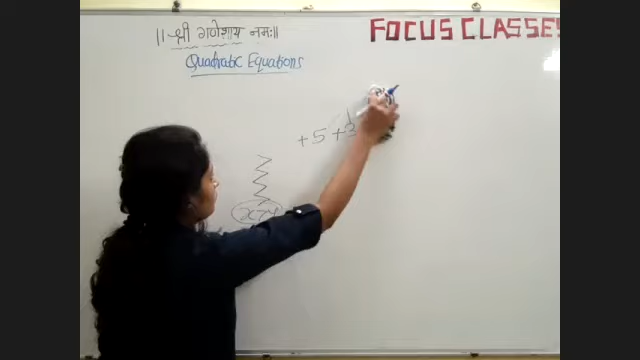 ॥ श्री गणेशाय नमः॥
FOCUS CLASSES
Quadratic Equations
+ 5 +